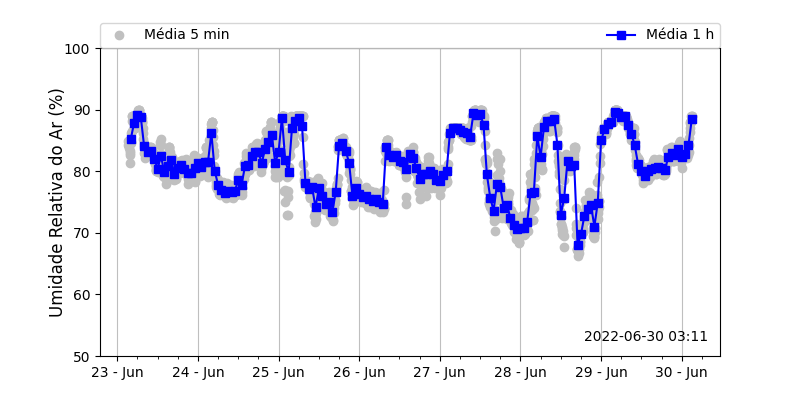 Média 5 min
Média 1 h
Umidade Relativa do Ar (%)
100
90
80
70
60
50
2022-06-30 03:11
23 - Jun
24 - Jun
25 - Jun
26 - Jun
27 - Jun
28 - Jun
29 - Jun
30 - Jun